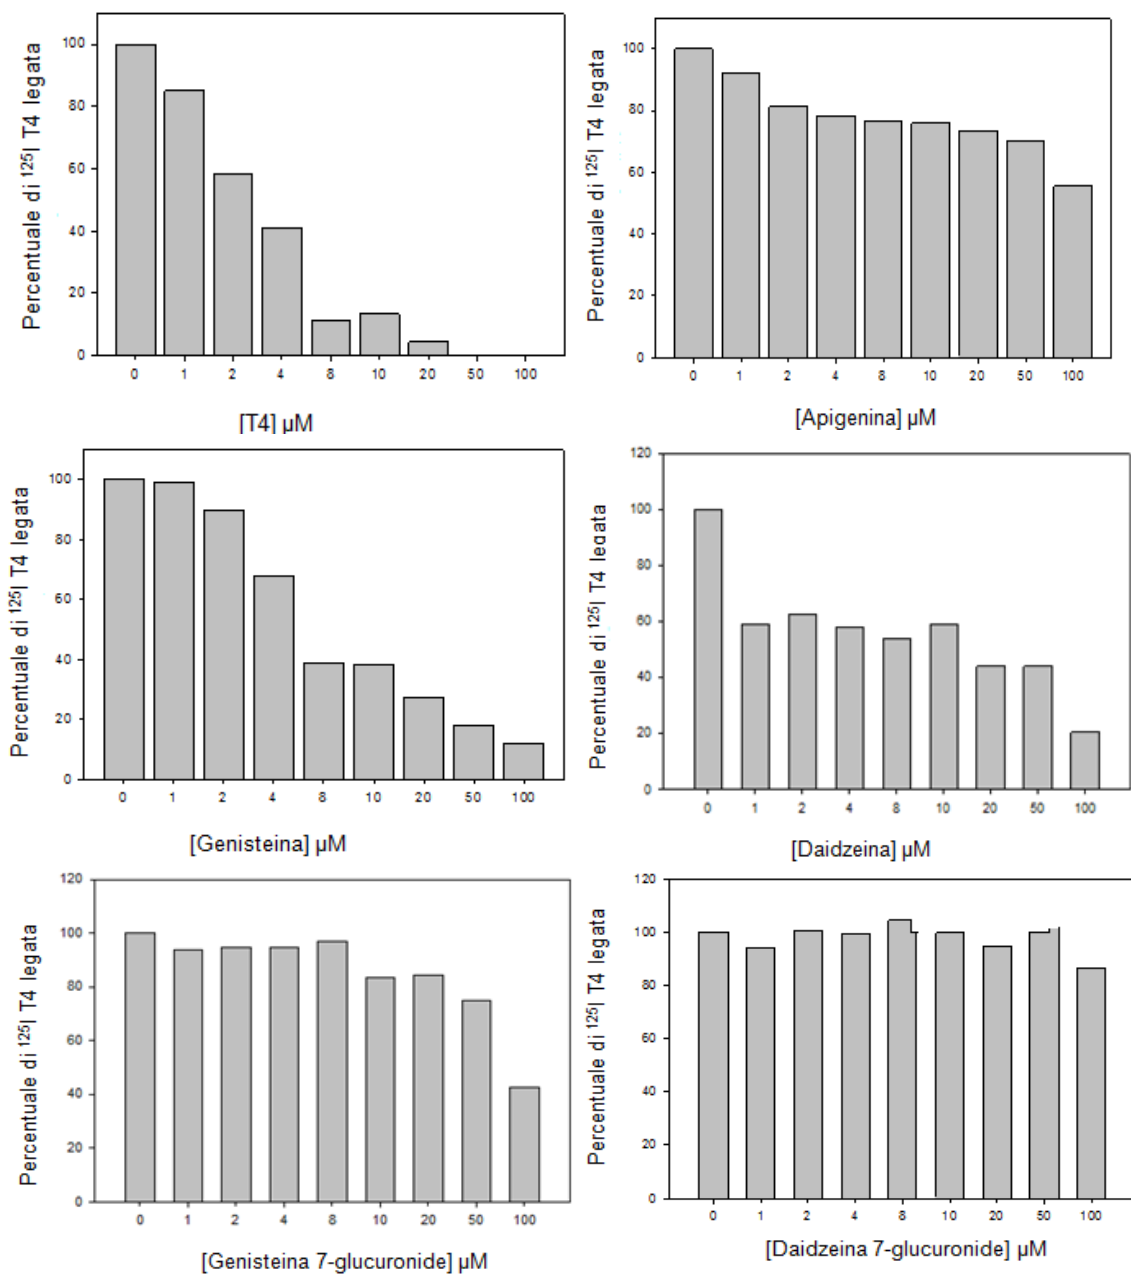 Percentuale di ¹²⁵I T4 legata
100
80
60
40
20
0
0 1 2 4 8 10 20 50 100
[T4] µM
Percentuale di ¹²⁵I T4 legata
100
80
60
40
20
0
0 1 2 4 8 10 20 50 100
[Apigenina] µM
Percentuale di ¹²⁵I T4 legata
100
80
60
40
20
0
0 1 2 4 8 10 20 50 100
[Genisteina] µM
Percentuale di ¹²⁵I T4 legata
120
100
80
60
40
20
0
0 1 2 4 8 10 20 50 100
[Daidzeina] µM
Percentuale di ¹²⁵I T4 legata
120
100
80
60
40
20
0
0 1 2 4 8 10 20 50 100
[Genisteina 7-glucuronide] µM
Percentuale di ¹²⁵I T4 legata
120
100
80
60
40
20
0
0 1 2 4 8 10 20 50 100
[Daidzeina 7-glucuronide] µM